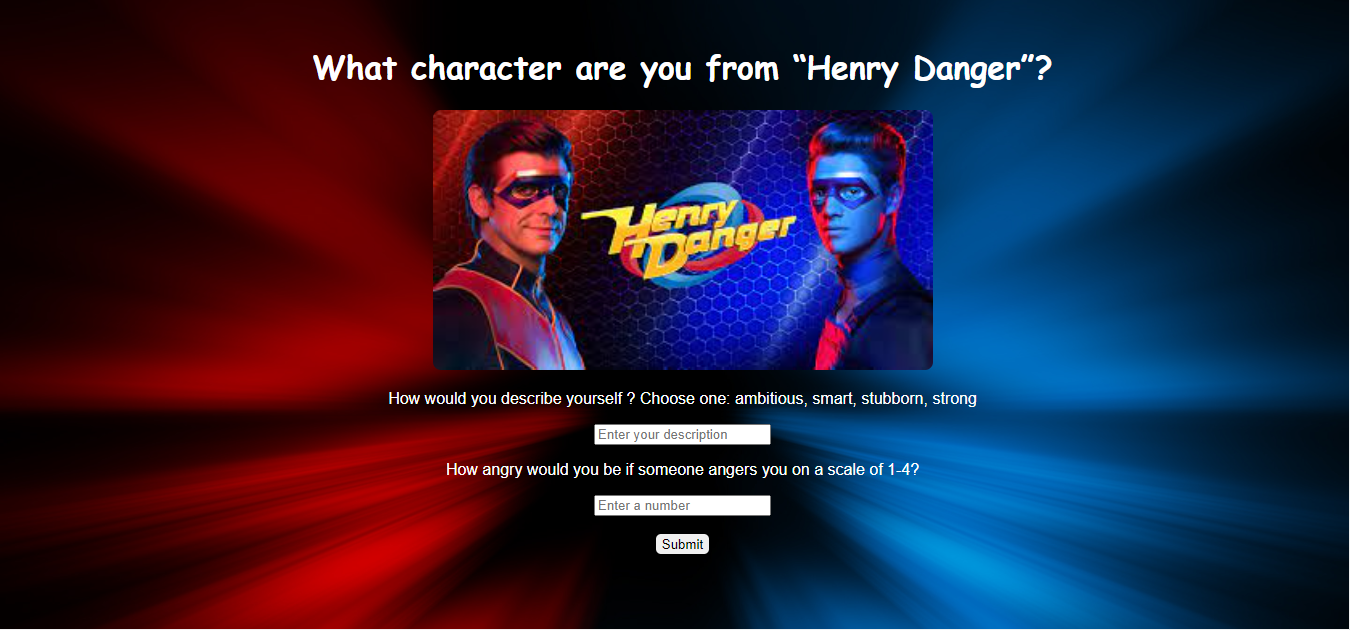 What character are you from “Henry Danger”?
Henry
Danger
How would you describe yourself ? Choose one: ambitious, smart, stubborn, strong
Enter your description
How angry would you be if someone angers you on a scale of 1-4?
Enter a number
Submit